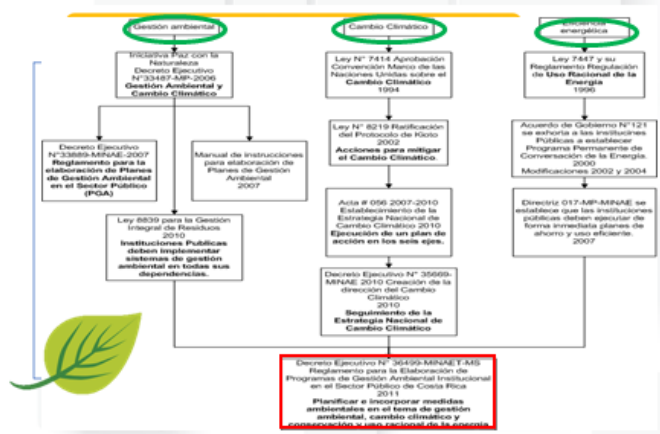 Gestión ambiental
Iniciativa Paz con la
Naturaleza
Decreto Ejecutivo
N°33487-MP-2006
Gestión Ambiental y
Cambio Climático
Decreto Ejecutivo
N°33889-MINAE-2007
Reglamento para la
elaboración de Planes
de Gestión Ambiental
en el Sector Público
(PGA)
Manual de instrucciones
para elaboración de
Planes de Gestión
Ambiental
2007
Ley 8839 para la Gestión
Integral de Residuos
2010
Instituciones Publicas
deben implementar
sistemas de gestión
ambiental en todas sus
dependencias.
Cambio Climático
Ley N° 7414 Aprobación
Convención Marco de las
Naciones Unidas sobre el
Cambio Climático
1994
Ley N° 8219 Ratificación
del Protocolo de Kioto
2002
Acciones para mitigar
el Cambio Climático.
Acta # 056 2007-2010
Establecimiento de la
Estrategia Nacional de
Cambio Climático 2010
Ejecución de un plan de
acción en los seis ejes.
Decreto Ejecutivo N° 35669-
MINAE 2010 Creación de la
dirección del Cambio
Climático
2010
Seguimiento de la
Estrategia Nacional de
Cambio Climático
Eficiencia
energética
Ley 7447 y su
Reglamento Regulación
de Uso Racional de la
Energía
1996
Acuerdo de Gobierno N°121
se exhorta a las institucines
Públicas a establecer
Programa Permanente de
Conversación de la Energía.
2000
Modificaciones 2002 y 2004
Directriz 017-MP-MINAE se
establece que las instituciones
públicas deben ejecutar de
forma inmediata planes de
ahorro y uso eficiente.
2007
Decreto Ejecutivo N° 36499-MINAET-MS
Reglamento para la Elaboración de
Programas de Gestión Ambiental Institucional
en el Sector Público de Costa Rica
2011
Planificar e incorporar medidas
ambientales en el tema de gestión
ambiental, cambio climático y
conservación y uso racional de la energía